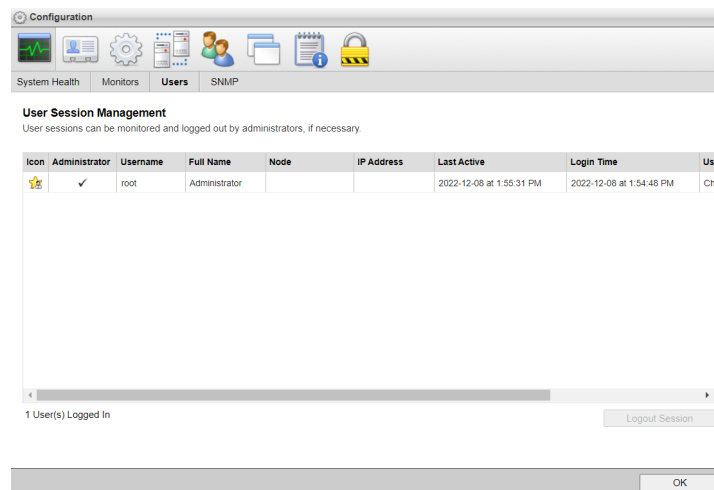 Configuration
System Health Monitors Users SNMP
User Session Management
User sessions can be monitored and logged out by administrators, if necessary.
Icon Administrator Username Full Name Node IP Address Last Active Login Time Us
root Administrator 2022-12-08 at 1:55:31 PM 2022-12-08 at 1:54:48 PM Ch
1 User(s) Logged In
Logout Session
OK